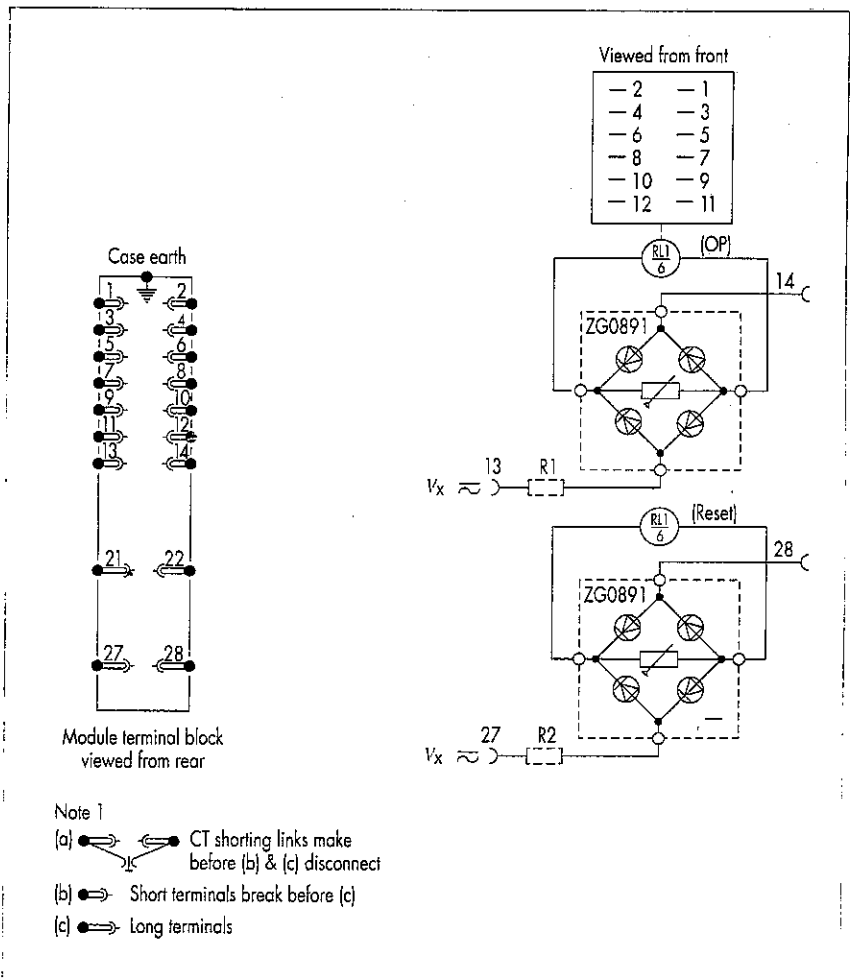 Viewed from front
— 2 — 1
— 4 — 3
— 6 — 5
— 8 — 7
— 10 — 9
— 12 — 11
RL1
6
(OP)
14
ZG0891
13
R1
Vx
RL1
6
(Reset)
28
ZG0891
27
R2
Vx
Case earth
1 2
3 4
5 6
7 8
9 10
11 12
13 14
21 22
27 28
Module terminal block
viewed from rear
Note 1
(a) CT shorting links make
before (b) & (c) disconnect
(b) Short terminals break before (c)
(c) Long terminals